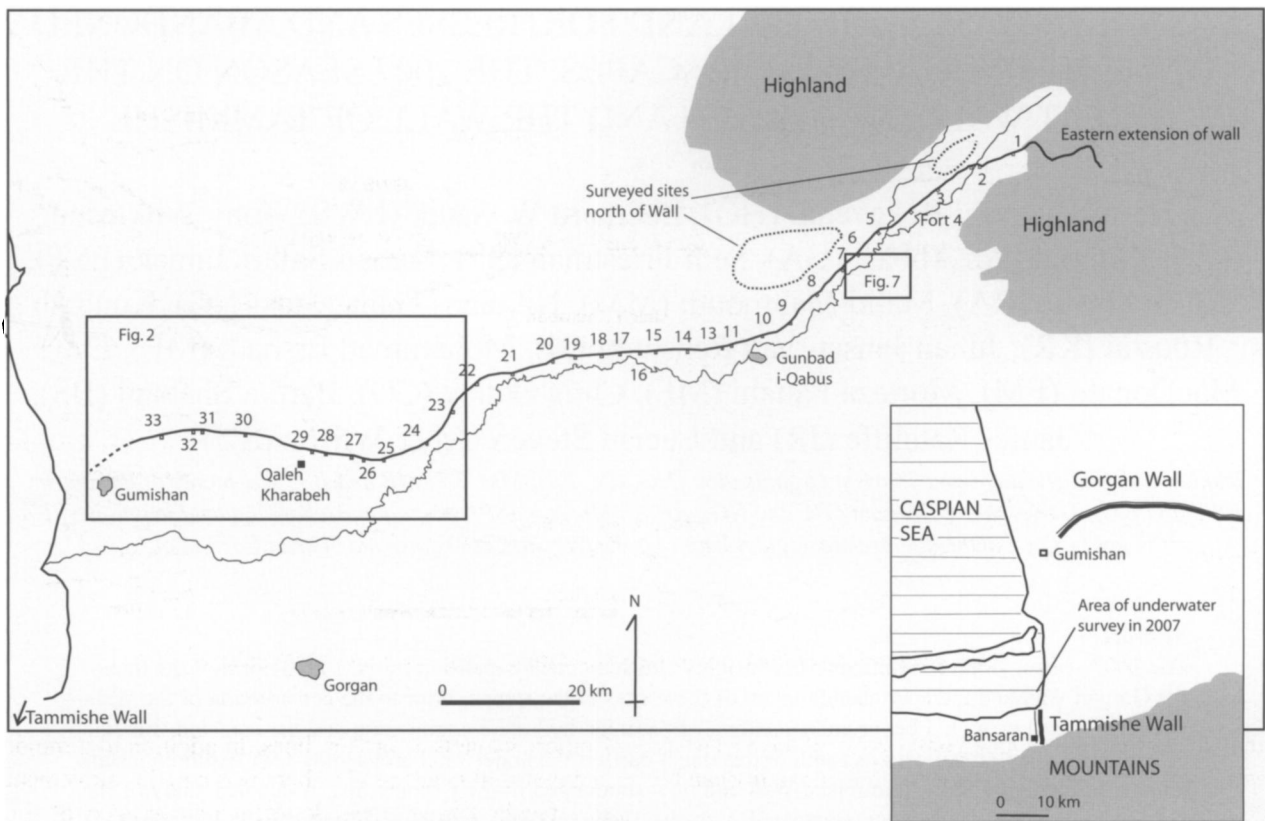 Highland
Eastern extension of wall
1
2
Surveyed sites
north of Wall
3
Fort 4
5
Highland
6
7
Fig. 7
8
9
10
11
13
14
15
16
17
18
19
20
21
Gunbad
i-Qabus
Fig. 2
22
23
24
25
26
27
28
29
30
31
32
33
Qaleh
Kharabeh
Gumishan
Gorgan
N
0 20 km
Tammishe Wall
CASPIAN
SEA
Gorgan Wall
Gumishan
Area of underwater
survey in 2007
Tammishe Wall
Bansaran
MOUNTAINS
0 10 km